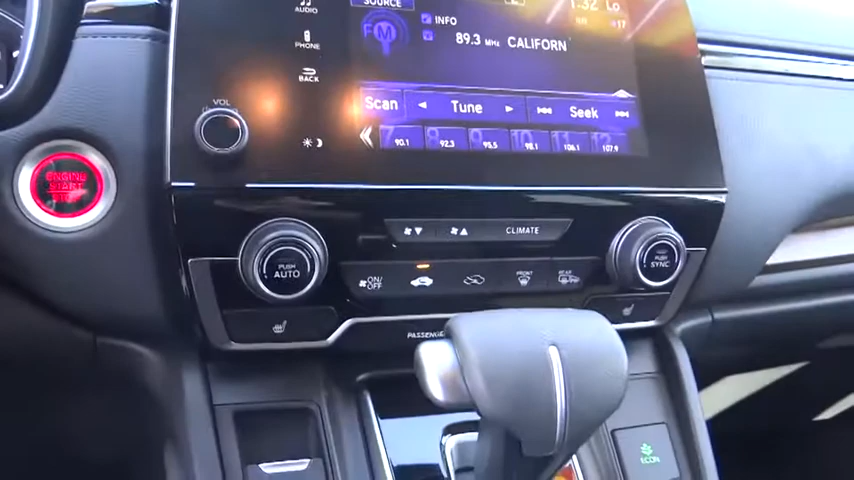 SOURCE
1:32 Lo
AUDIO
FM
INFO
+17
PHONE
89.3 MHz CALIFORN
BACK
Scan
Tune
Seek
VOL
90.1 92.3 95.5 98.1 106.1 107.9
ENGINE
START
STOP
CLIMATE
PUSH
AUTO
PUSH
SYNC
ON/
OFF
FRONT
REAR
PASSENGER
ECON